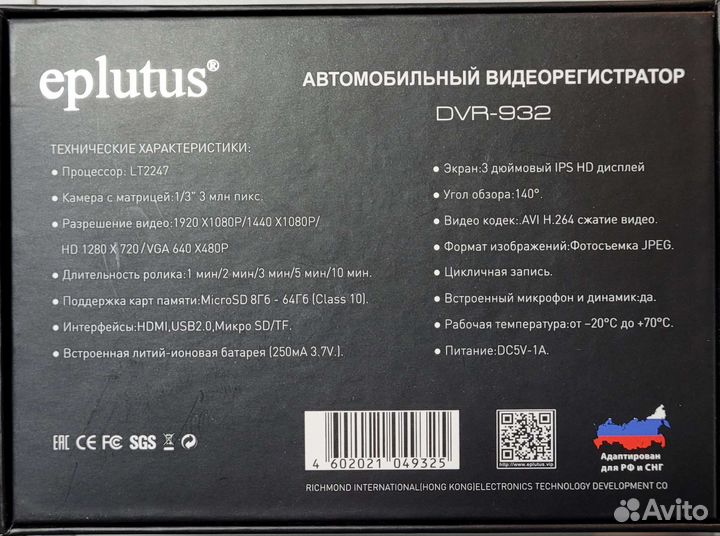 eplutus®
АВТОМОБИЛЬНЫЙ ВИДЕОРЕГИСТРАТОР
DVR-932
ТЕХНИЧЕСКИЕ ХАРАКТЕРИСТИКИ:
• Процессор: LT2247
• Камера с матрицей:1/3" 3 млн пикс.
• Разрешение видео:1920 X1080P/1440 X1080P/
HD 1280 X 720/VGA 640 X480P
• Длительность ролика:1 мин/2 мин/3 мин/5 мин/10 мин.
• Поддержка карт памяти:MicroSD 8Гб - 64Гб (Class 10).
• Интерфейсы:HDMI,USB2.0,Микро SD/TF.
• Встроенная литий-ионовая батарея (250мА 3.7V.).
• Экран:3 дюймовый IPS HD дисплей
• Угол обзора:140°.
• Видео кодек:.AVI H.264 сжатие видео.
• Формат изображений:Фотосъемка JPEG.
• Цикличная запись.
• Встроенный микрофон и динамик:да.
• Рабочая температура:от –20°C до +70°C.
• Питание:DC5V-1A.
EAC CE FC SGS
4 602021 049325
http://www.eplutus.vip
Адаптирован
для РФ и СНГ
RICHMOND INTERNATIONAL(HONG KONG)ELECTRONICS TECHNOLOGY DEVELOPMENT CO
Avito